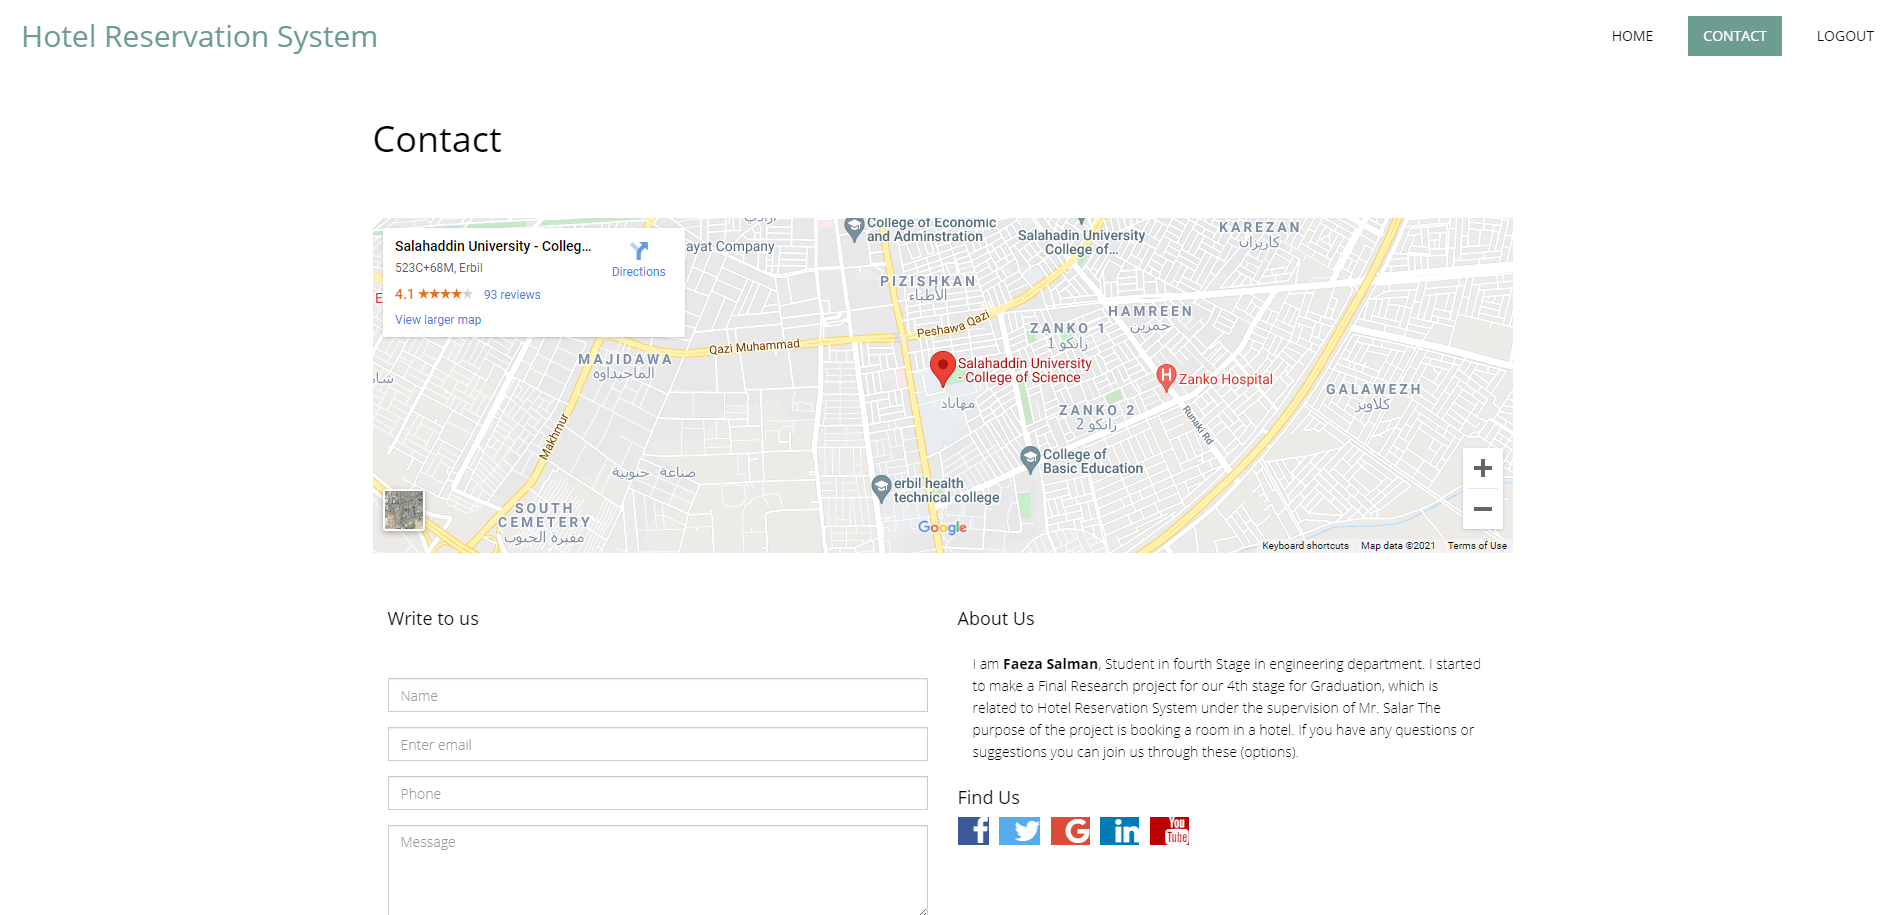 Hotel Reservation System
HOME
CONTACT
LOGOUT
Contact
Salahaddin University - Colleg...
523C+68M, Erbil
4.1
93 reviews
View larger map
Directions
ayat Company
College of Economic
and Adminstration
Salahadin University
College of...
KAREZAN
كاريزان
PIZISHKAN
الأطباء
HAMREEN
حمرين
Peshawa Qazi
ZANKO 1
زانكو 1
Qazi Muhammad
MAJIDAWA
الماجيداوه
Salahaddin University
- College of Science
مهاباد
Zanko Hospital
GALAWEZH
كلاويز
ZANKO 2
زانكو 2
Runaki Rd
Makhmur
College of
Basic Education
صناعة جنوبية
erbil health
technical college
SOUTH
CEMETERY
مقبرة الجنوب
Google
Keyboard shortcuts
Map data ©2021
Terms of Use
Write to us
Name
Enter email
Phone
Message
About Us
I am Faeza Salman, Student in fourth Stage in engineering department. I started
to make a Final Research project for our 4th stage for Graduation, which is
related to Hotel Reservation System under the supervision of Mr. Salar The
purpose of the project is booking a room in a hotel. If you have any questions or
suggestions you can join us through these (options).
Find Us
You
Tube